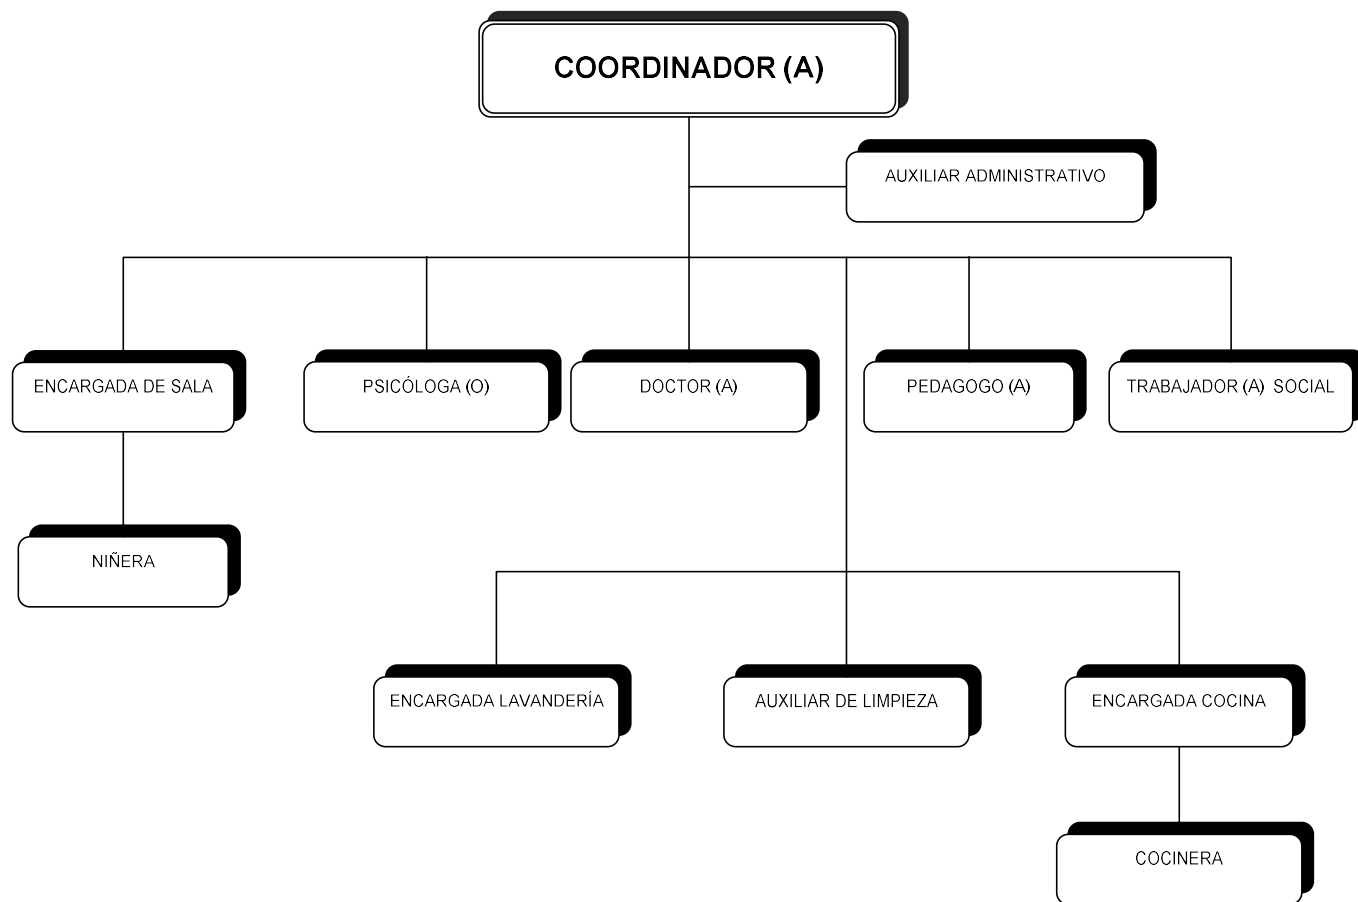 COORDINADOR (A)
AUXILIAR ADMINISTRATIVO
ENCARGADA DE SALA
PSICÓLOGA (O)
DOCTOR (A)
PEDAGOGO (A)
TRABAJADOR (A) SOCIAL
NIÑERA
ENCARGADA LAVANDERÍA
AUXILIAR DE LIMPIEZA
ENCARGADA COCINA
COCINERA